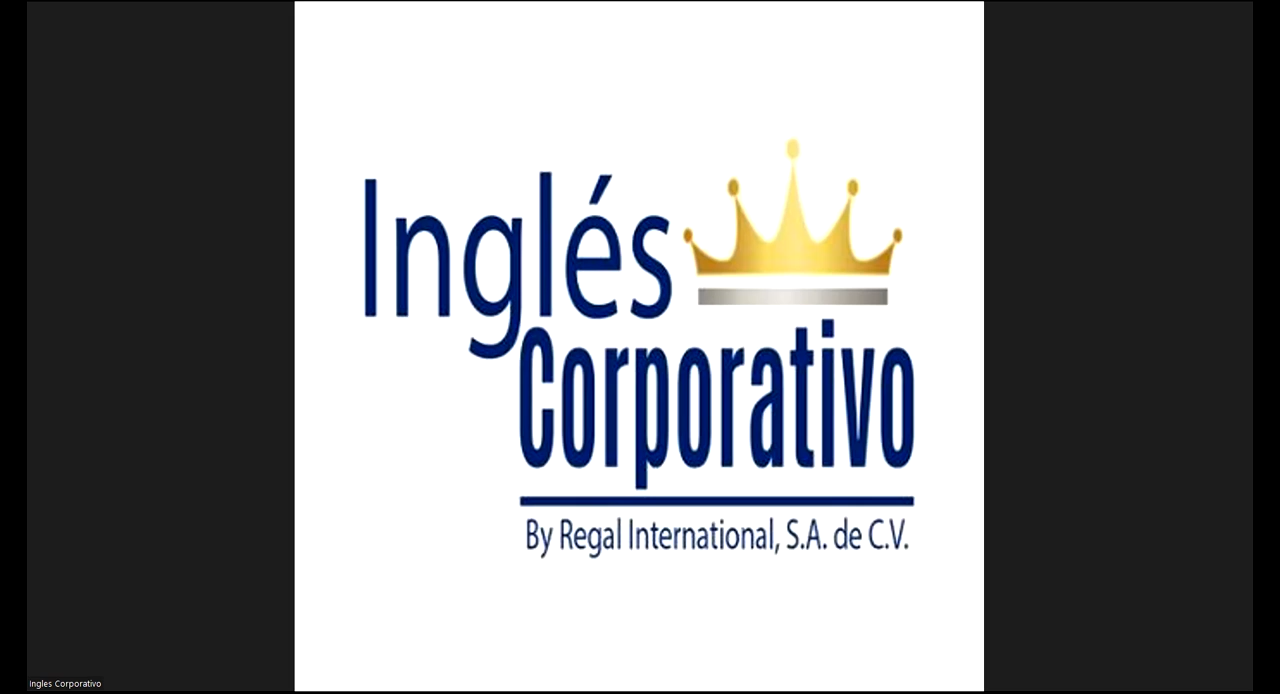 Inglés
Corporativo
By Regal International, S.A. de C.V.
Ingles Corporativo